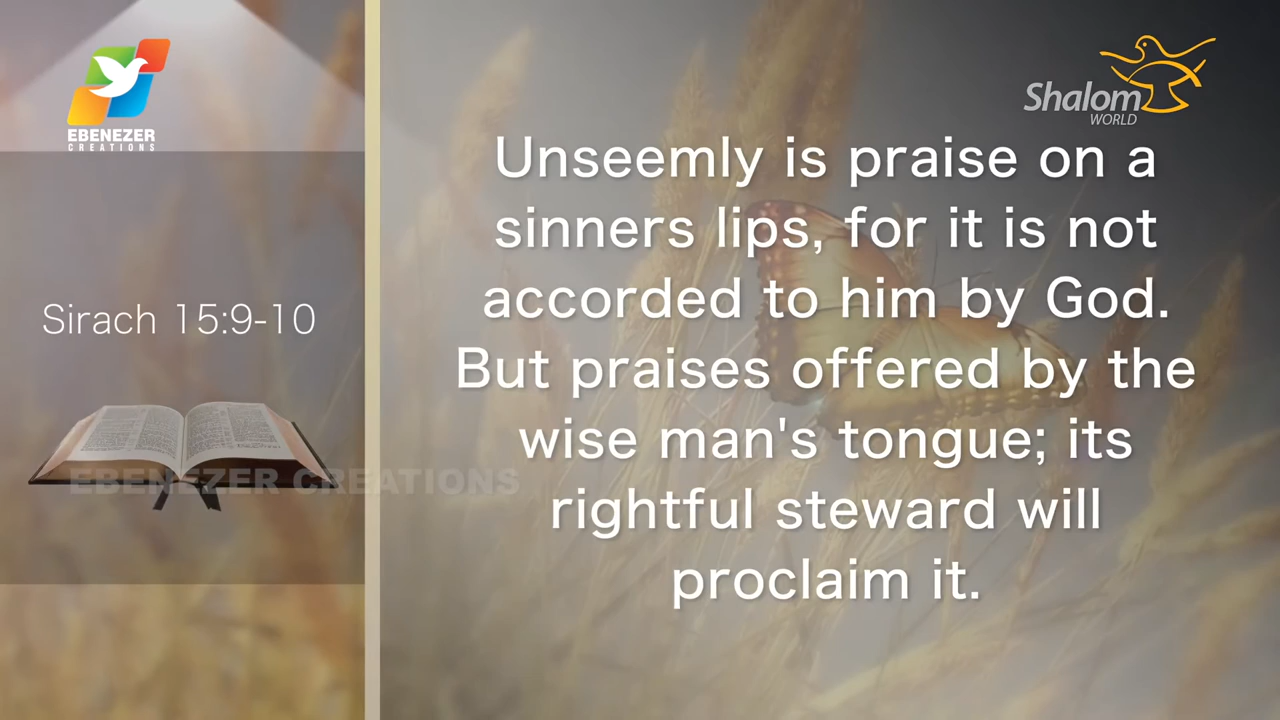 EBENEZER
CREATIONS
Shalom
WORLD
Sirach 15:9-10
Unseemly is praise on a
sinners lips, for it is not
accorded to him by God.
But praises offered by the
wise man's tongue; its
rightful steward will
proclaim it.
EBENEZER CREATIONS